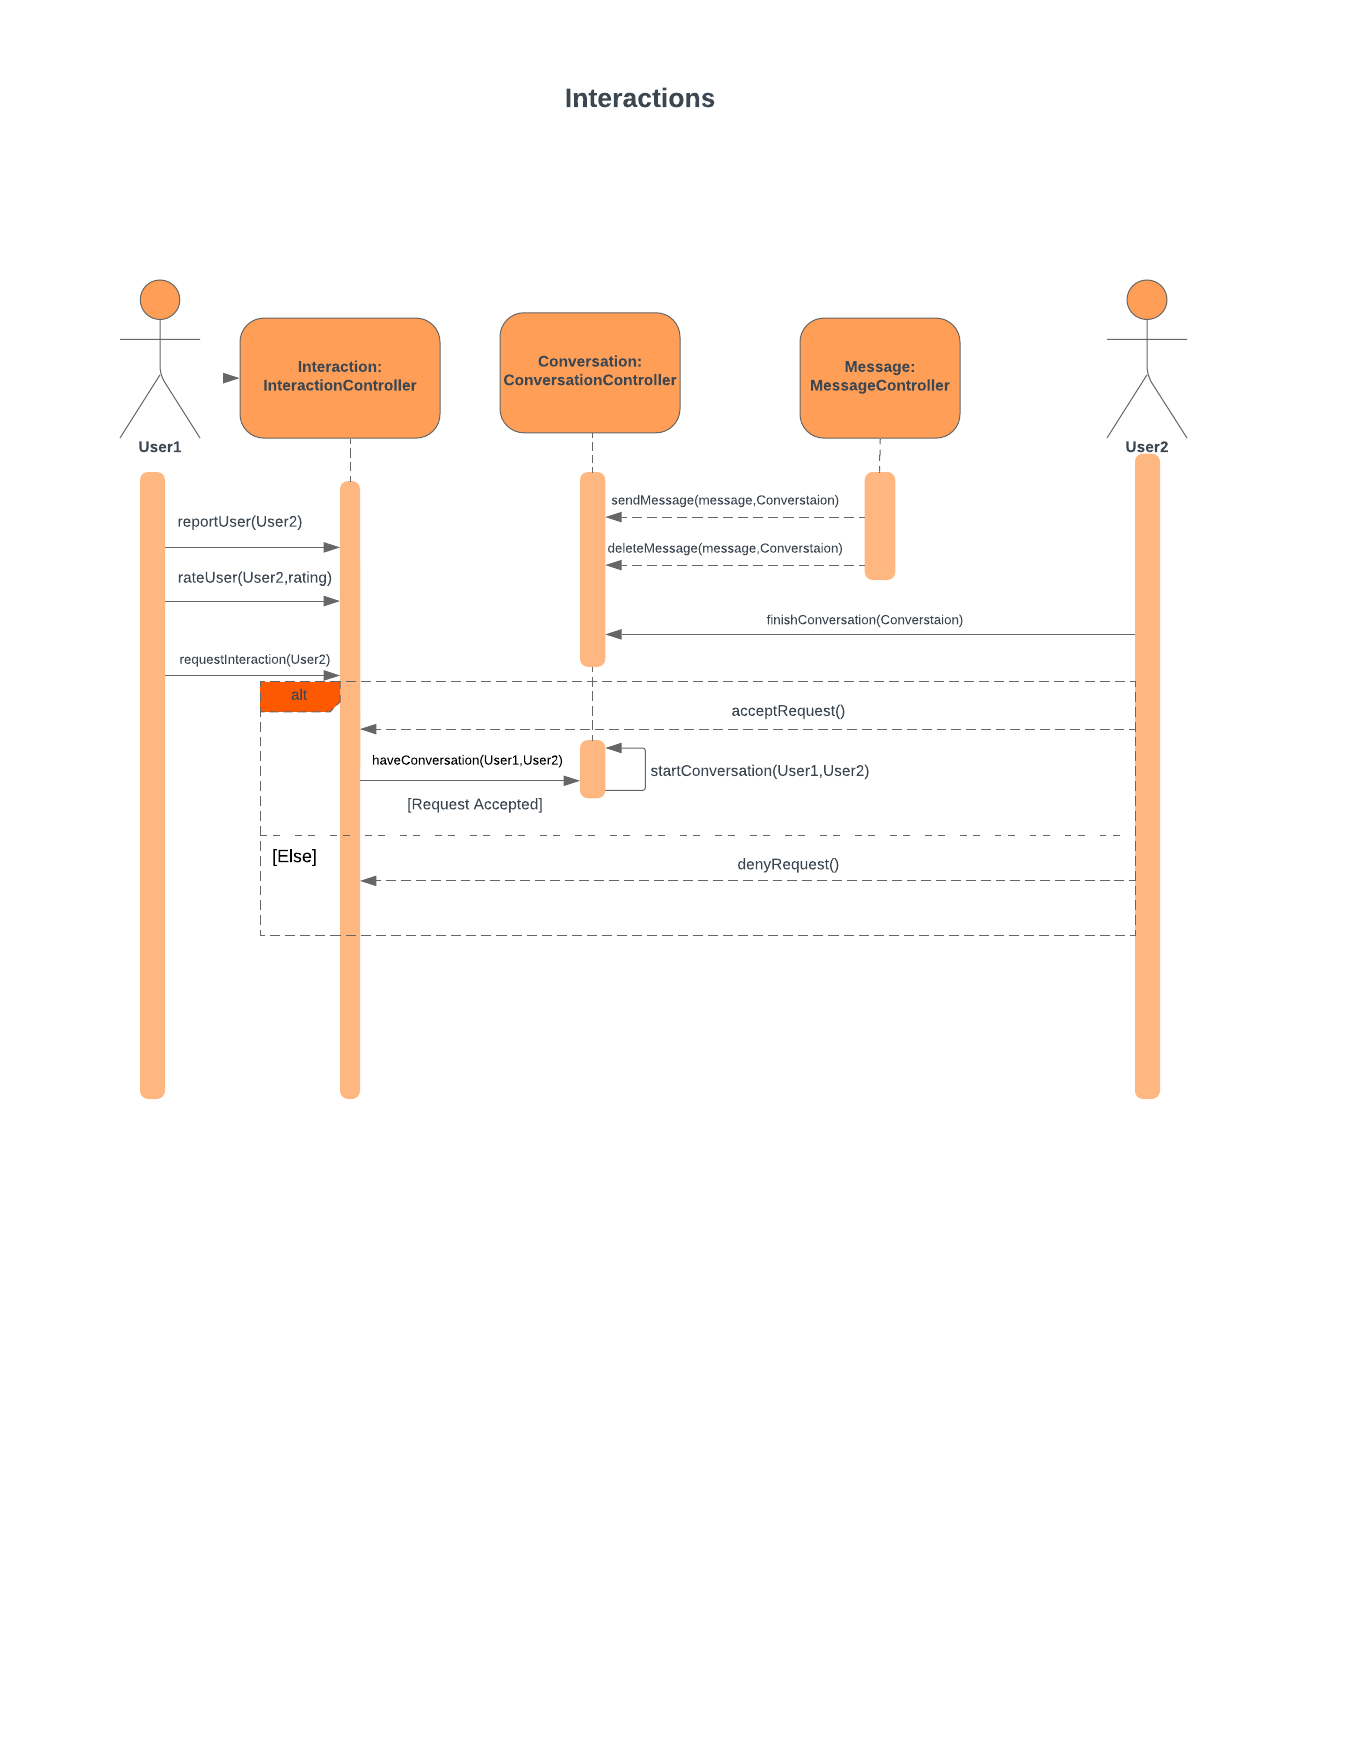 Interactions
Interaction:
InteractionController
Conversation:
ConversationController
Message:
MessageController
User1
User2
sendMessage(message,Converstaion)
reportUser(User2)
deleteMessage(message,Converstaion)
rateUser(User2,rating)
finishConversation(Converstaion)
requestInteraction(User2)
alt
acceptRequest()
haveConversation(User1,User2)
startConversation(User1,User2)
[Request Accepted]
[Else]
denyRequest()